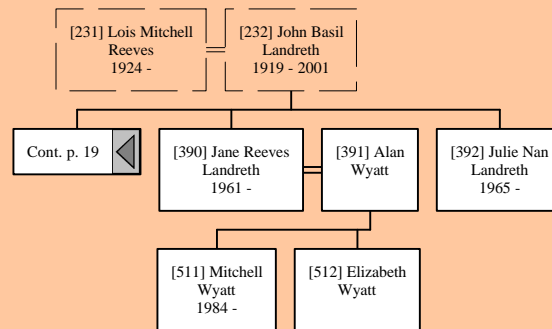 [231] Lois Mitchell
Reeves
1924 -
[232] John Basil
Landreth
1919 - 2001
Cont. p. 19
[390] Jane Reeves
Landreth
1961 -
[391] Alan
Wyatt
[392] Julie Nan
Landreth
1965 -
[511] Mitchell
Wyatt
1984 -
[512] Elizabeth
Wyatt